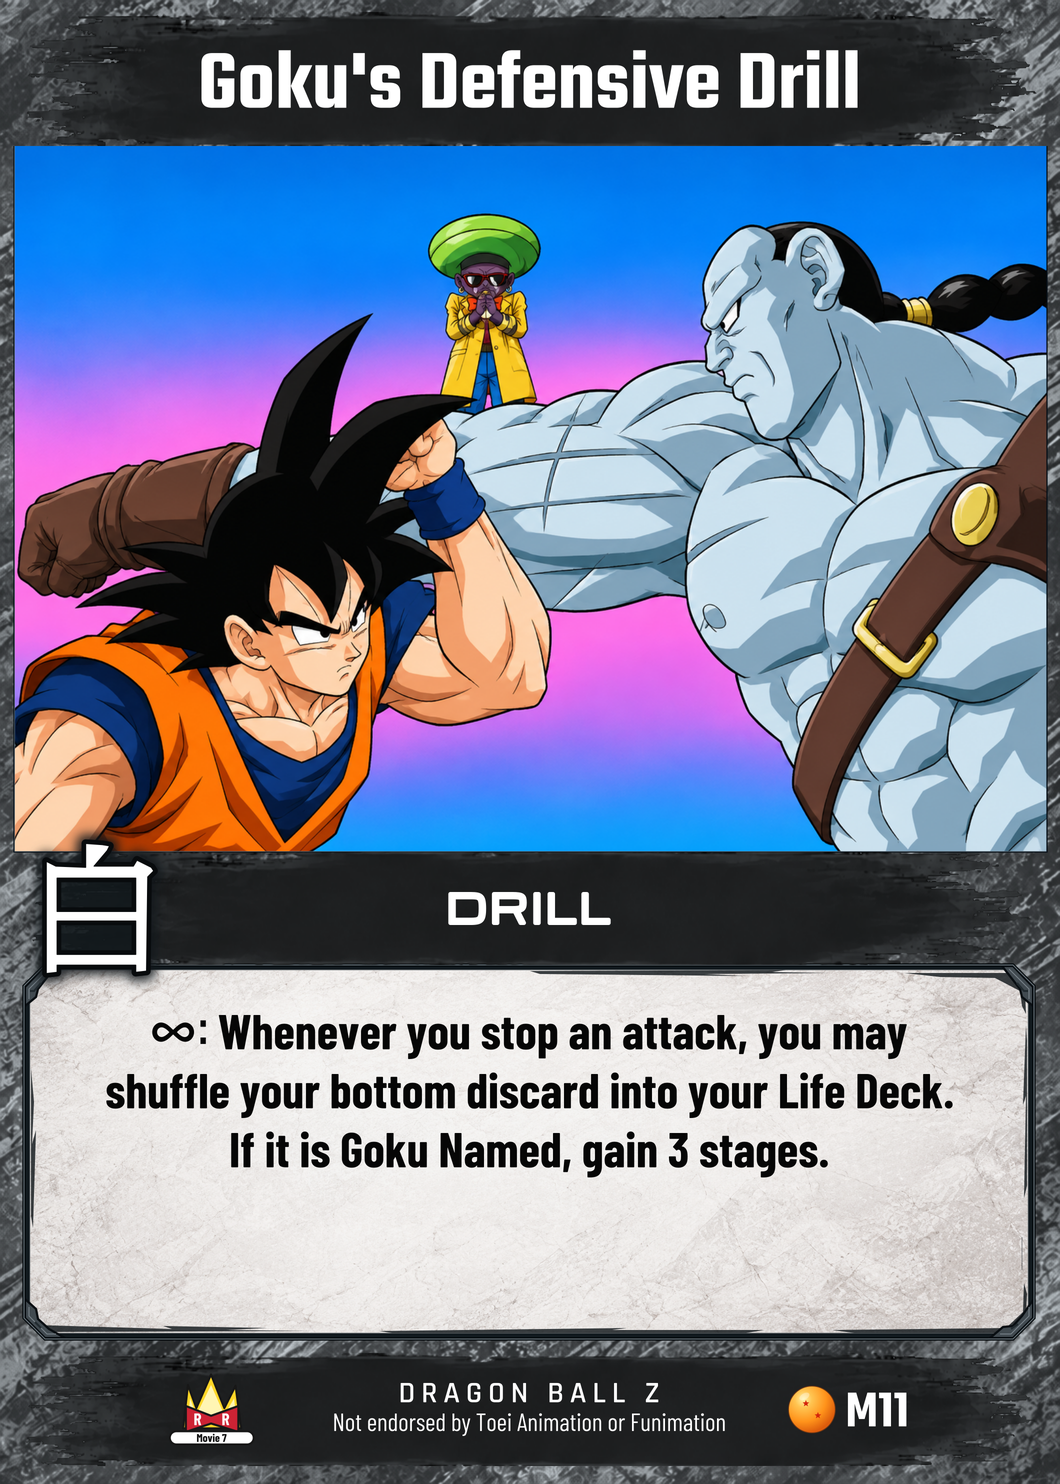 Goku's Defensive Drill
白
DRILL
∞: Whenever you stop an attack, you may
shuffle your bottom discard into your Life Deck.
If it is Goku Named, gain 3 stages.
R R
Movie 7
DRAGON BALL Z
Not endorsed by Toei Animation or Funimation
M11